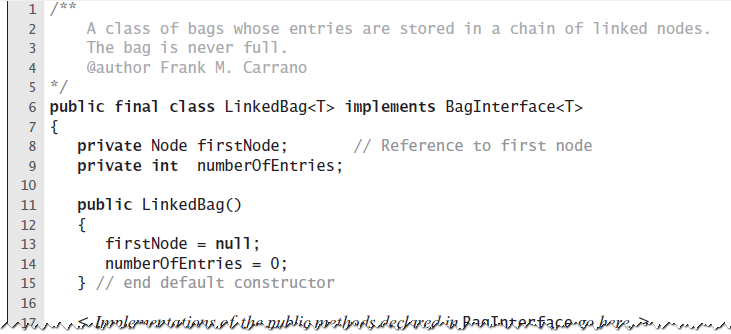 1 /**
2 A class of bags whose entries are stored in a chain of linked nodes.
3 The bag is never full.
4 @author Frank M. Carrano
5 */
6 public final class LinkedBag<T> implements BagInterface<T>
7 {
8 private Node firstNode; // Reference to first node
9 private int numberOfEntries;
10
11 public LinkedBag()
12 {
13 firstNode = null;
14 numberOfEntries = 0;
15 } // end default constructor
16
17 < Implementations of the public methods declared in BagInterface go here. >